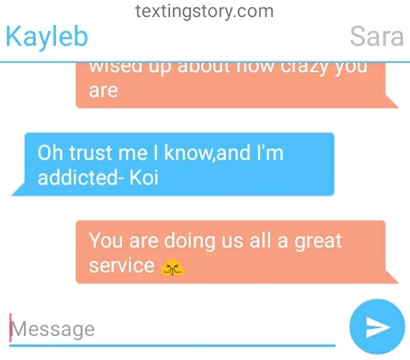 textingstory.com
Kayleb
Sara
wised up about how crazy you
are
Oh trust me I know,and I'm
addicted- Koi
You are doing us all a great
service
Message